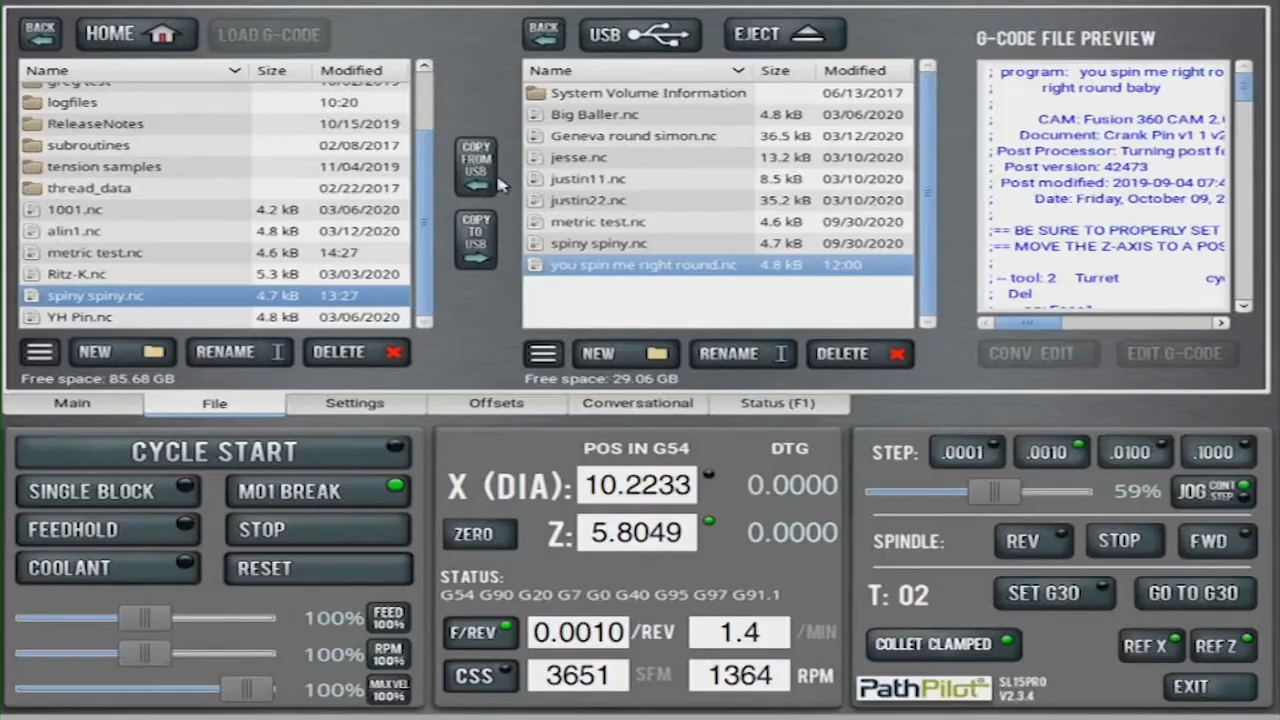 BACK
HOME
LOAD G-CODE
Name Size Modified
logfiles 10:20
ReleaseNotes 10/15/2019
subroutines 02/08/2017
tension samples 11/04/2019
thread_data 02/22/2017
1001.nc 4.2 kB 03/06/2020
alin1.nc 4.8 kB 03/12/2020
metric test.nc 4.6 kB 14:27
Ritz-K.nc 5.3 kB 03/03/2020
spiny spiny.nc 4.7 kB 13:27
YH Pin.nc 6.8 kB 03/06/2020
NEW
RENAME
DELETE
Free space: 85.68 GB
COPY
FROM
USB
COPY
TO
USB
BACK
USB
EJECT
Name Size Modified
System Volume Information 06/13/2017
Big Baller.nc 4.8 kB 03/06/2020
Geneva round simon.nc 36.5 kB 03/12/2020
jesse.nc 13.2 kB 03/10/2020
justin11.nc 8.5 kB 03/10/2020
justin22.nc 35.2 kB 03/10/2020
metric test.nc 4.6 kB 09/30/2020
spiny spiny.nc 4.7 kB 09/30/2020
you spin me right round.nc 4.8 kB 12:00
NEW
RENAME
DELETE
Free space: 29.06 GB
G-CODE FILE PREVIEW
; program: you spin me right ro
; right round baby
;
; CAM: Fusion 360 CAM 2.
; Document: Crank Pin v1 1 v2
; Post Processor: Turning post f
; Post version: 42473
; Post modified: 2019-09-04 07:4
; Date: Friday, October 09, 2
;
;== BE SURE TO PROPERLY SET
;== MOVE THE Z-AXIS TO A POS
;
; -- tool: 2 Turret cy
; Del
CONV. EDIT
EDIT G-CODE
Main
File
Settings
Offsets
Conversational
Status (F1)
CYCLE START
SINGLE BLOCK
M01 BREAK
FEEDHOLD
STOP
COOLANT
RESET
100% FEED 100%
100% RPM 100%
100% MAX VEL 100%
POS IN G54 DTG
X (DIA): 10.2233 0.0000
ZERO
Z: 5.8049 0.0000
STATUS:
G54 G90 G20 G7 G0 G40 G95 G97 G91.1
F/REV 0.0010 /REV 1.4 /MIN
CSS 3651 SFM 1364 RPM
STEP: .0001 .0010 .0100 .1000
59% JOG CONT STEP
SPINDLE: REV STOP FWD
T: 02 SET G30 GO TO G30
COLLET CLAMPED REF X REF Z
PathPilot SL15PRO
V2.3.4
EXIT